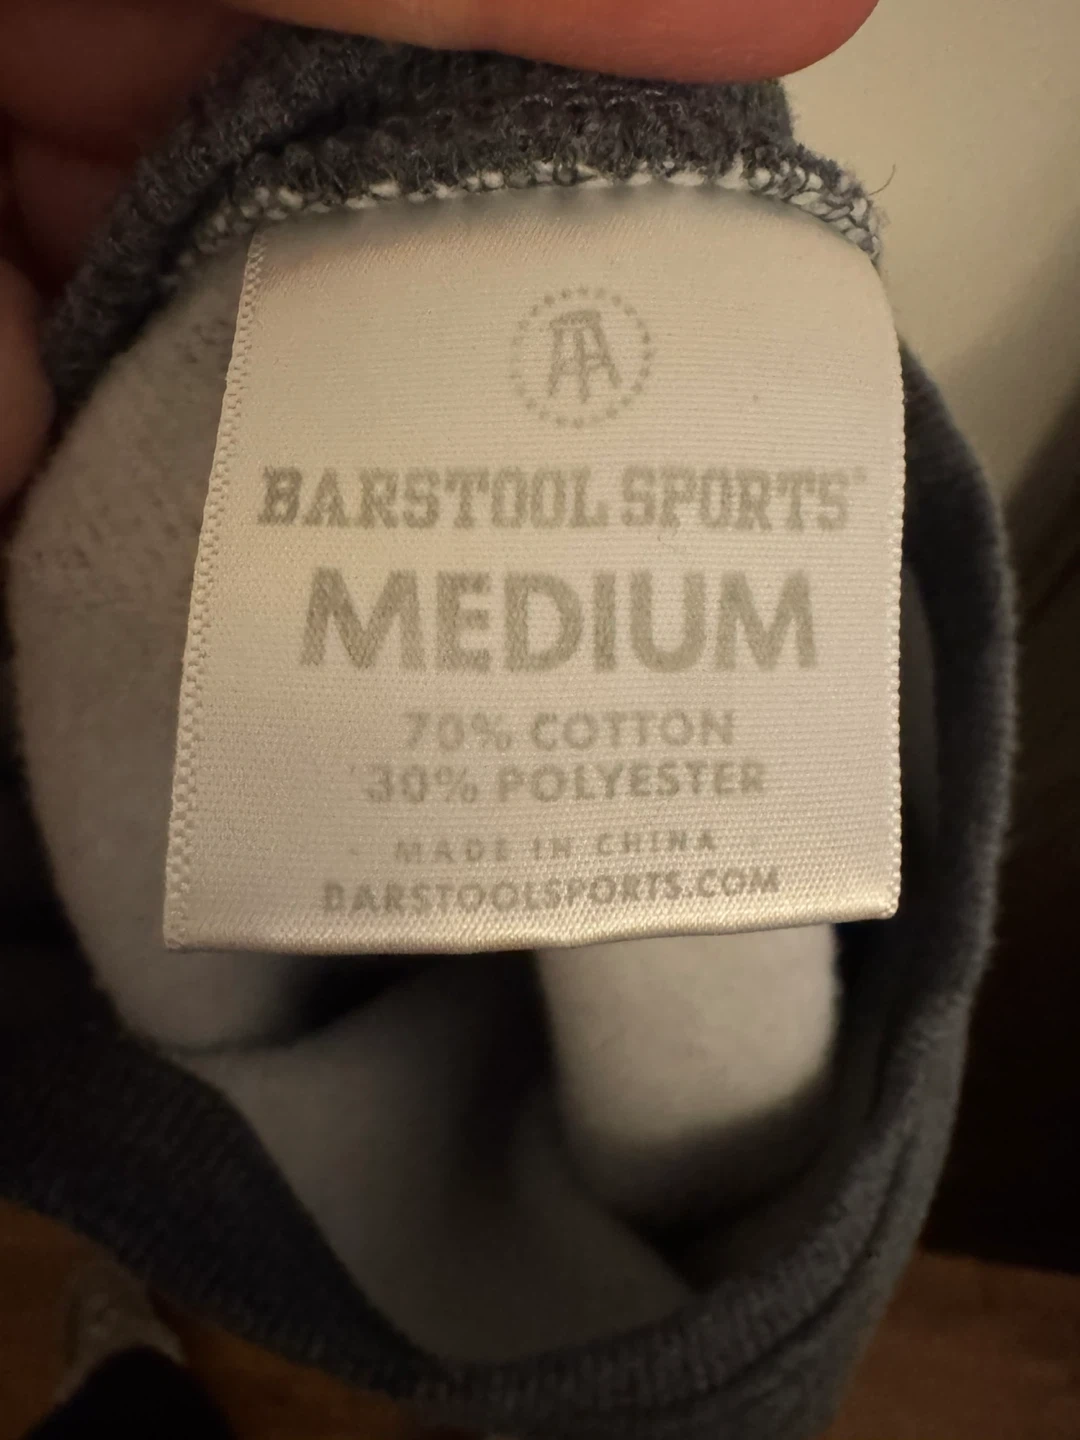 BARSTOOL SPORTS
MEDIUM
70% COTTON
30% POLYESTER
- MADE IN CHINA -
BARSTOOLSPORTS.COM